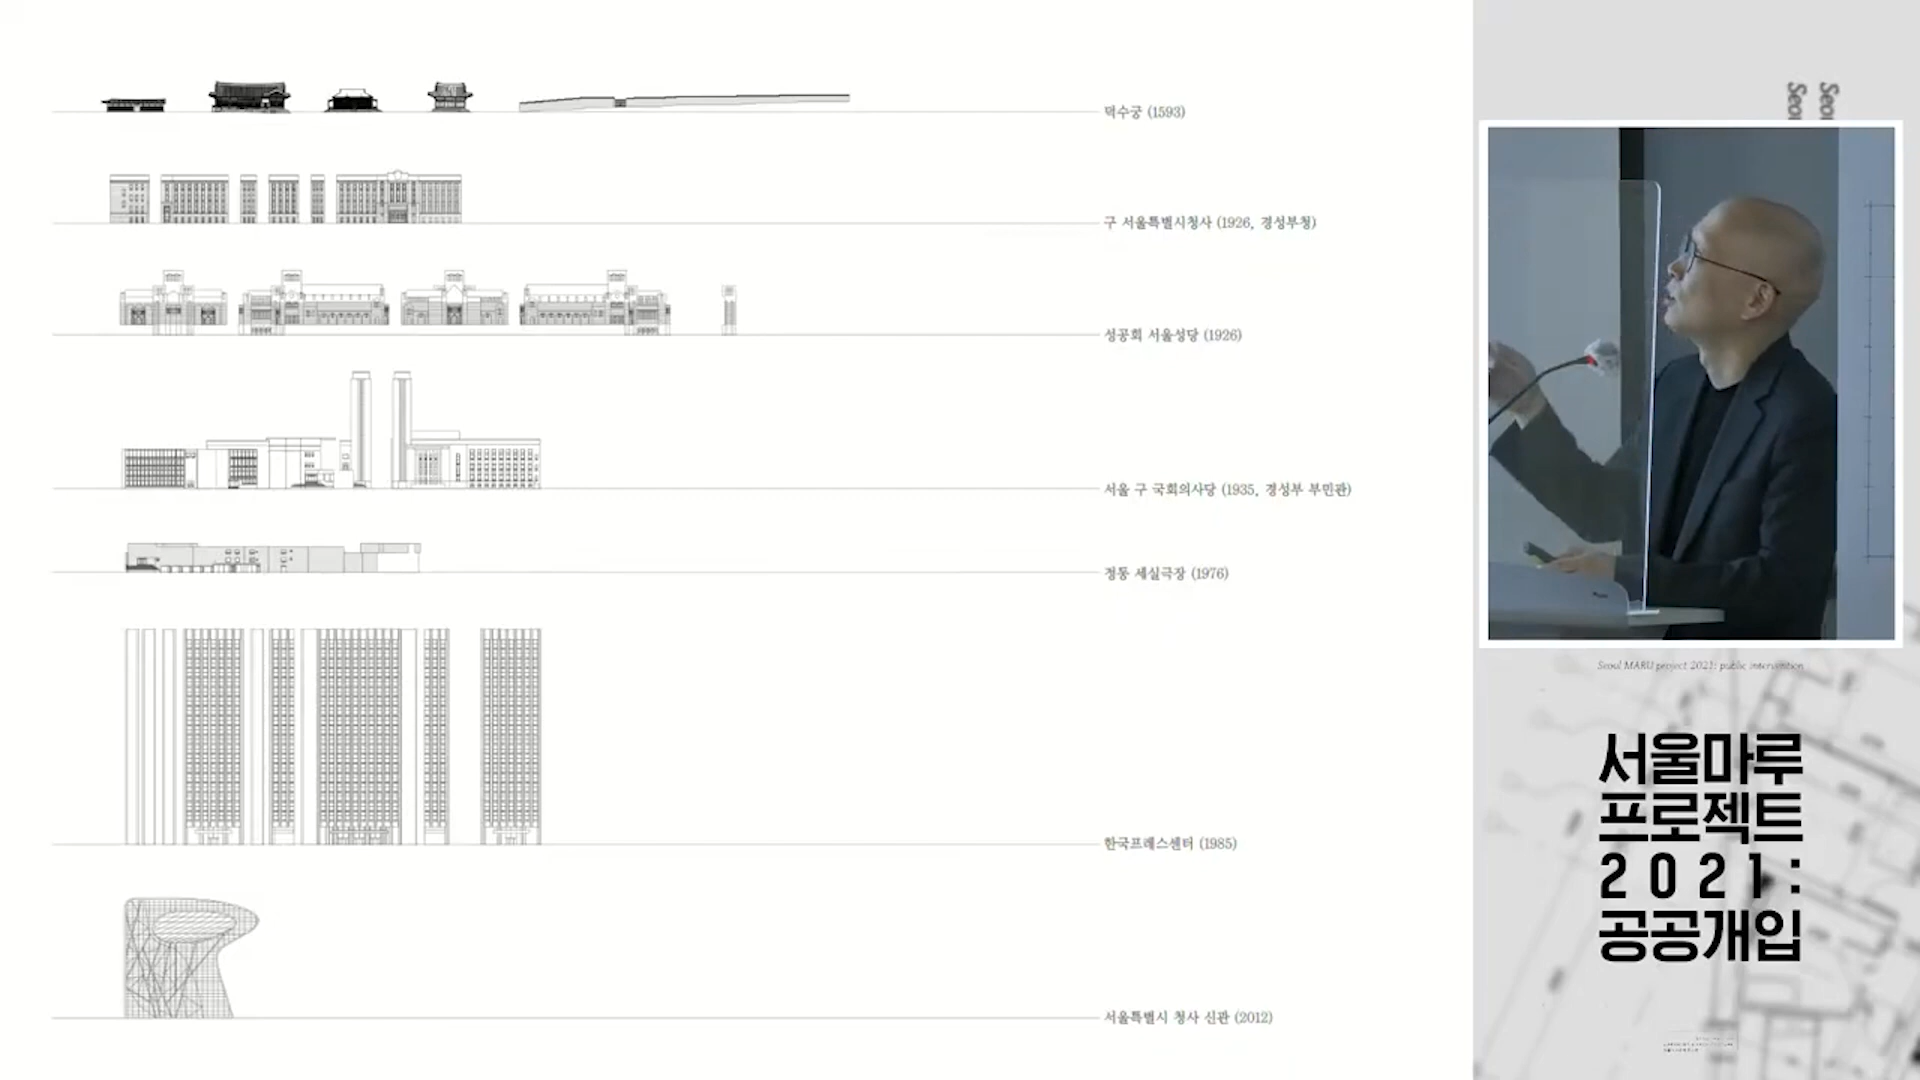 덕수궁 (1593)
구 서울특별시청사 (1926, 경성부청)
성공회 서울성당 (1926)
서울 구 국회의사당 (1935, 경성부 부민관)
정동 세실극장 (1976)
한국프레스센터 (1985)
서울특별시 청사 신관 (2012)
Seou
Seou
Seoul MARU project 2021: public intervention
서울마루
프로젝트
2021:
공공개입